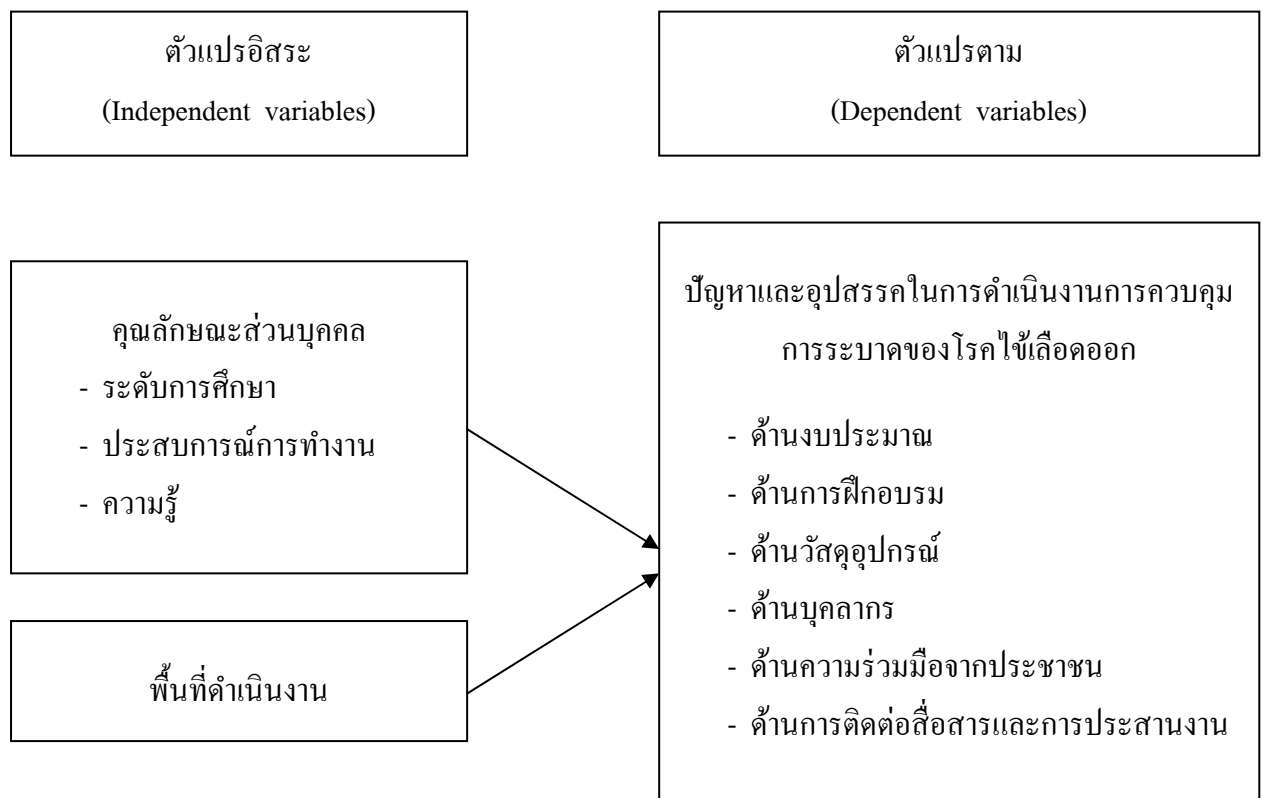 ตัวแปรอิสระ
(Independent variables)
ตัวแปรตาม
(Dependent variables)
คุณลักษณะส่วนบุคคล
- ระดับการศึกษา
- ประสบการณ์การทำงาน
- ความรู้
พื้นที่ดำเนินงาน
ปัญหาและอุปสรรคในการดำเนินงานการควบคุม
การระบาดของโรคไข้เลือดออก
- ด้านงบประมาณ
- ด้านการฝึกอบรม
- ด้านวัสดุอุปกรณ์
- ด้านบุคลากร
- ด้านความร่วมมือจากประชาชน
- ด้านการติดต่อสื่อสารและการประสานงาน